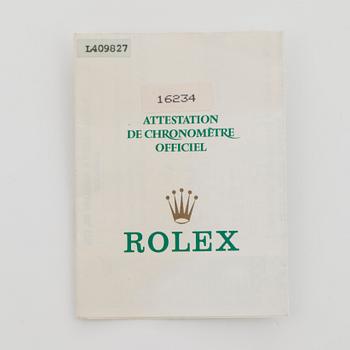 L409827
16234
ATTESTATION
DE CHRONOMÈTRE
OFFICIEL
ROLEX